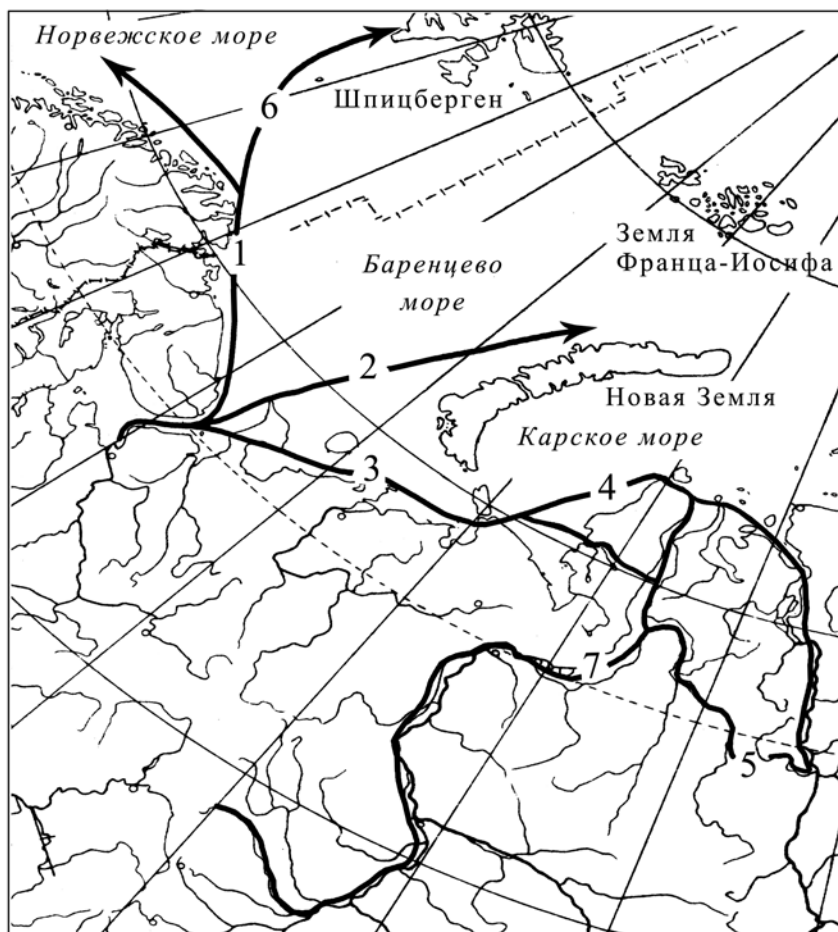 Норвежское море
6
Шпицберген
1
Земля
Франца-Иосифа
Баренцево
море
2
Новая Земля
Карское море
3
4
7
5